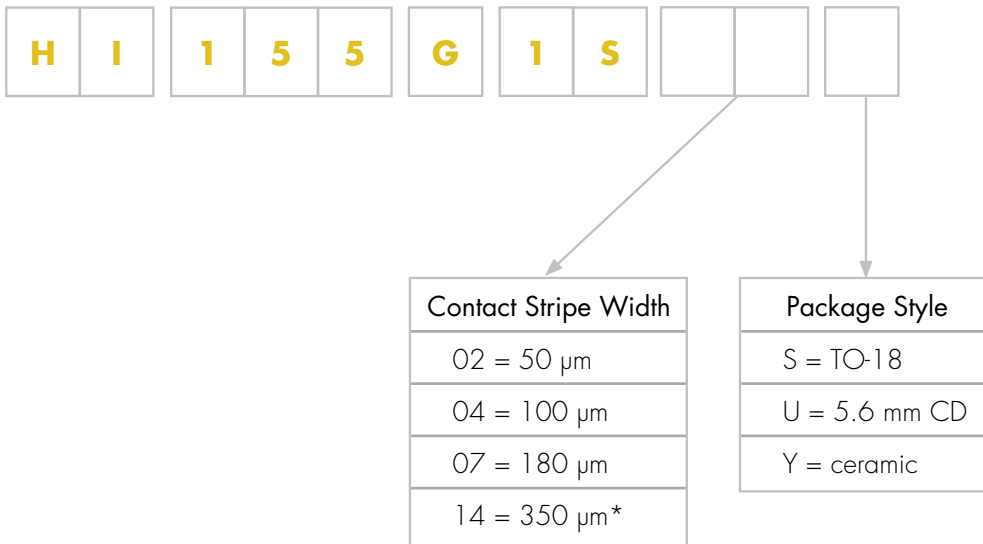 H I 1 5 5 G 1 S
Contact Stripe Width
02 = 50 µm
04 = 100 µm
07 = 180 µm
14 = 350 µm*
Package Style
S = TO-18
U = 5.6 mm CD
Y = ceramic